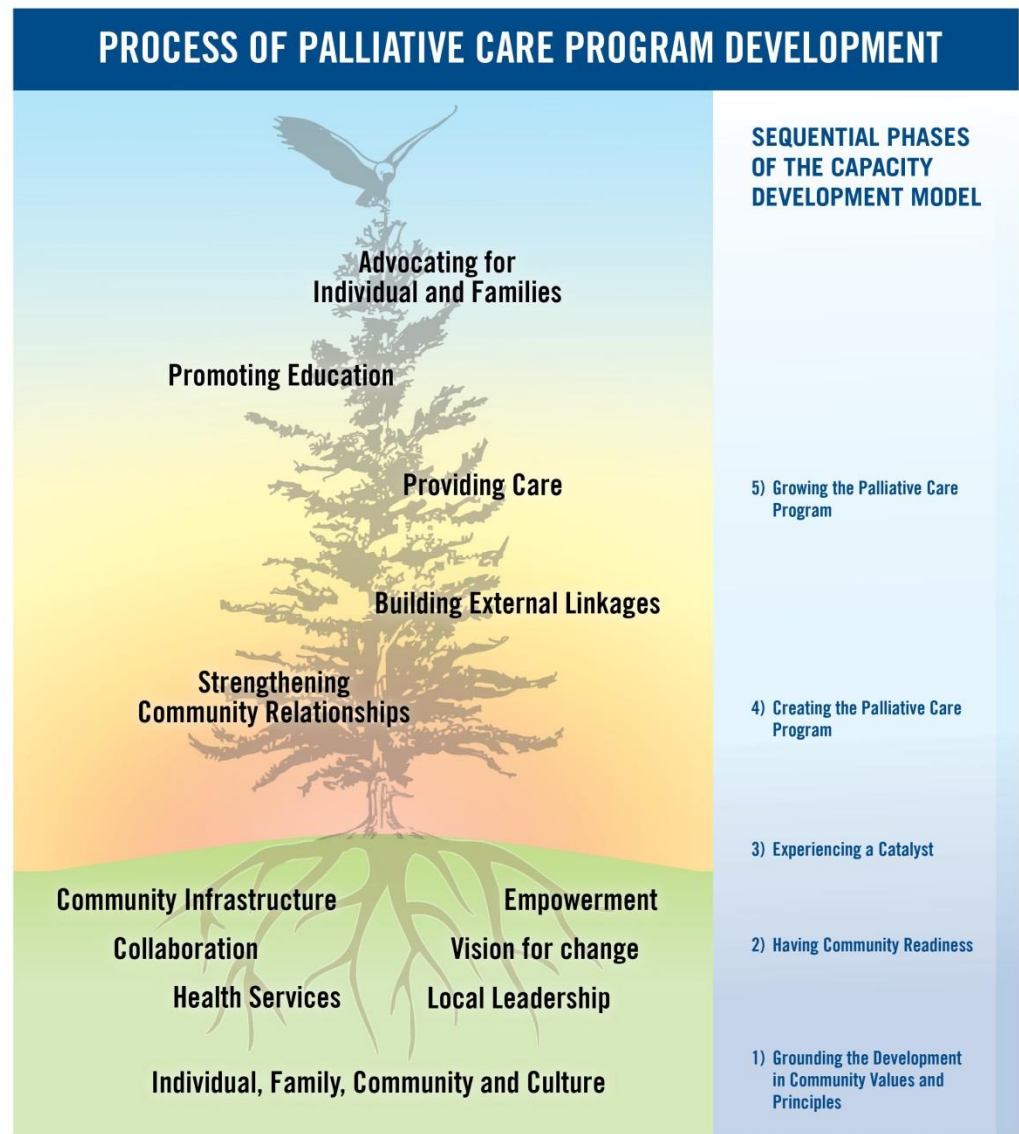 PROCESS OF PALLIATIVE CARE PROGRAM DEVELOPMENT
SEQUENTIAL PHASES
OF THE CAPACITY
DEVELOPMENT MODEL
Advocating for
Individual and Families
Promoting Education
Providing Care
5) Growing the Palliative Care
Program
Building External Linkages
Strengthening
Community Relationships
4) Creating the Palliative Care
Program
3) Experiencing a Catalyst
Community Infrastructure
Empowerment
Collaboration
Vision for change
2) Having Community Readiness
Health Services
Local Leadership
1) Grounding the Development
in Community Values and
Principles
Individual, Family, Community and Culture